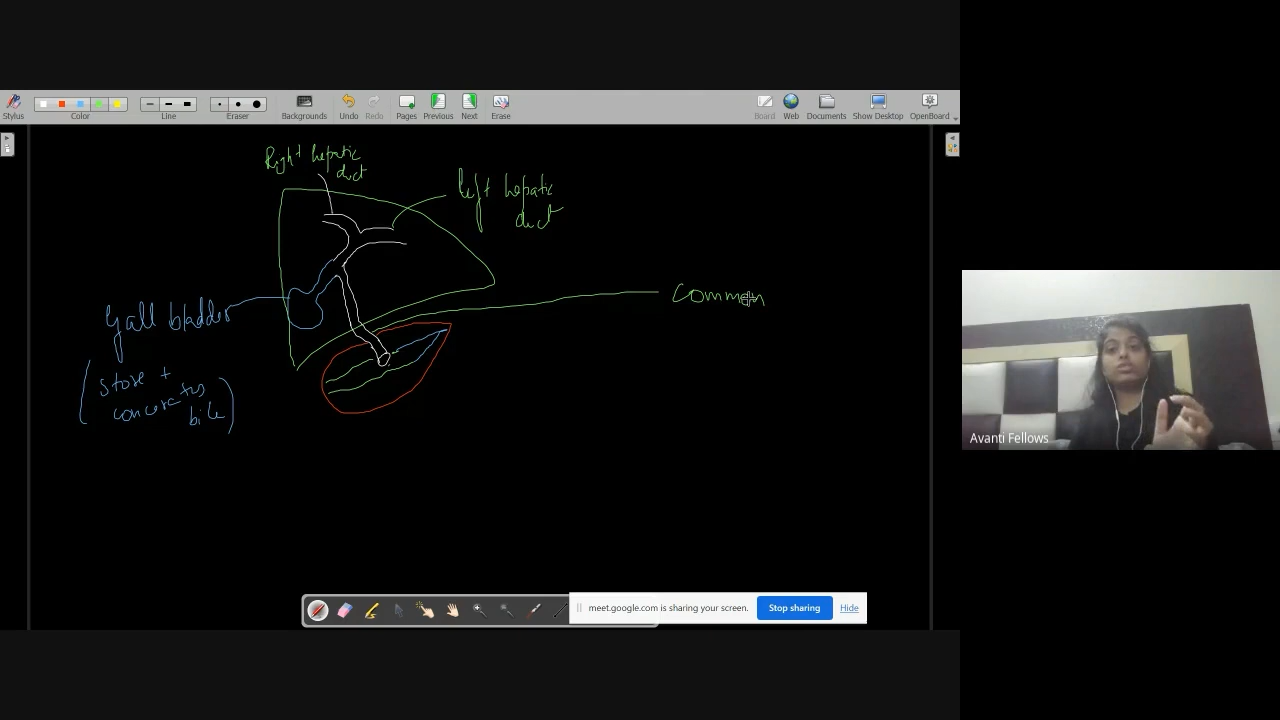 Stylus
Color
Line
Eraser
Backgrounds
Undo
Redo
Pages
Previous
Next
Erase
Board
Web
Documents
Show Desktop
OpenBoard
Right hepatic
duct
left hepatic
duct
Common
gall bladder
(store +
bile)
Avanti Fellows
meet.google.com is sharing your screen.
Stop sharing
Hide